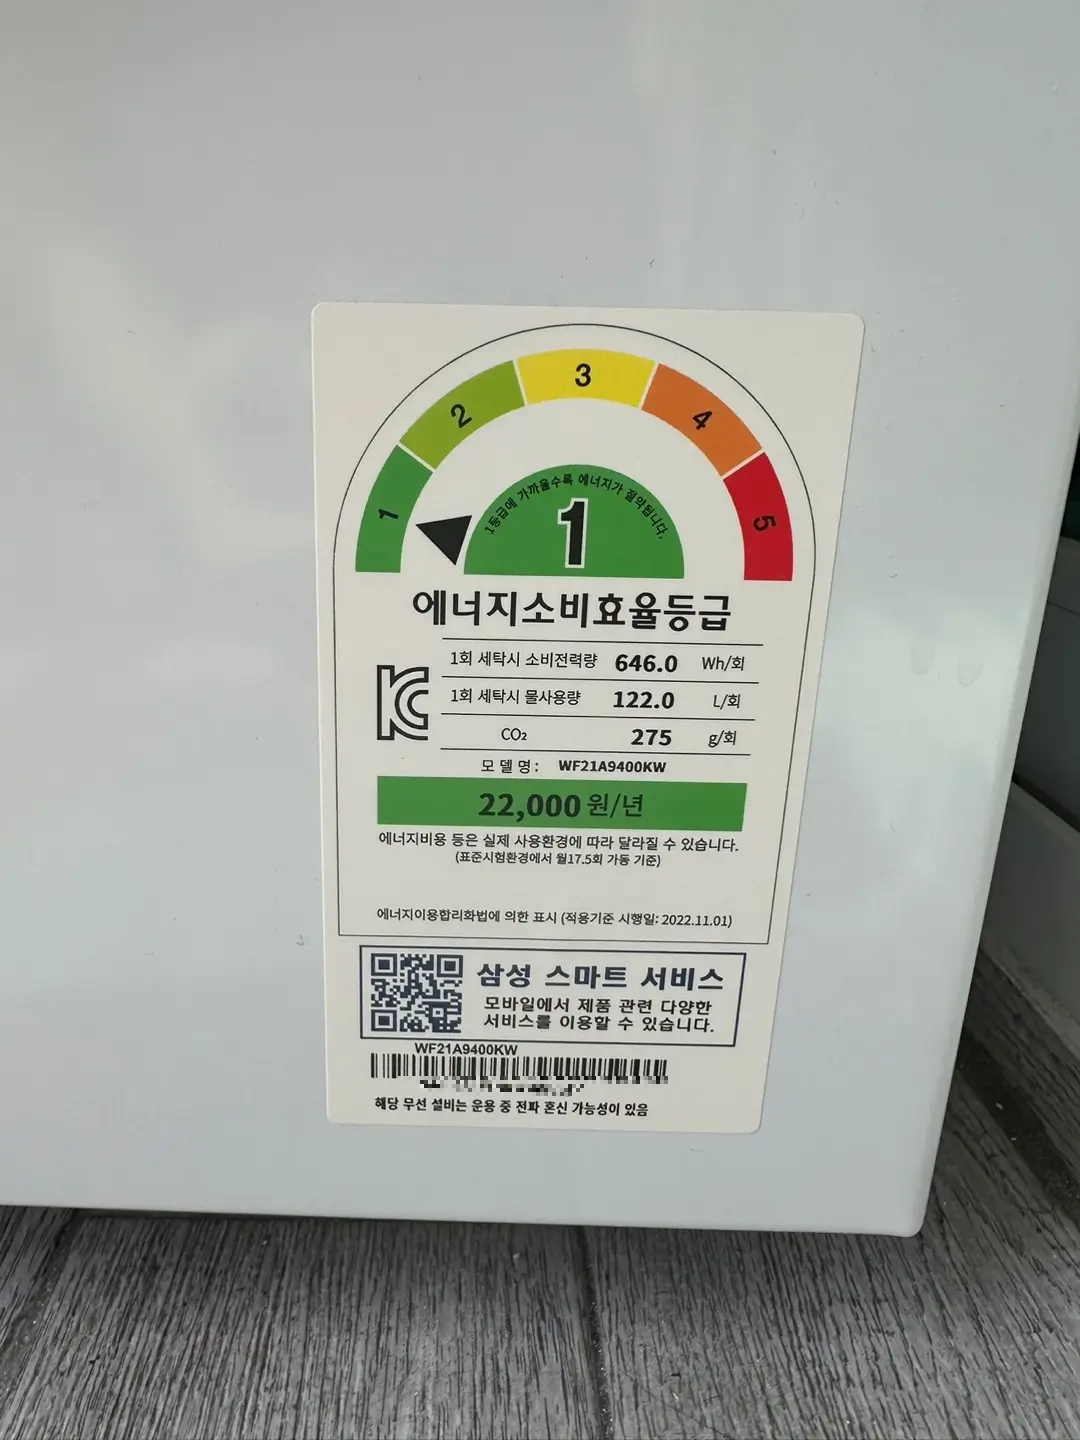 1
2
3
4
5
1등급에 가까울수록 에너지가 절약됩니다.
1
에너지소비효율등급
1회 세탁시 소비전력량 646.0 Wh/회
1회 세탁시 물사용량 122.0 L/회
CO₂ 275 g/회
모델명: WF21A9400KW
22,000원/년
에너지비용 등은 실제 사용환경에 따라 달라질 수 있습니다.
(표준시험환경에서 월17.5회 가동 기준)
에너지이용합리화법에 의한 표시 (적용기준 시행일: 2022.11.01)
삼성 스마트 서비스
모바일에서 제품 관련 다양한
서비스를 이용할 수 있습니다.
WF21A9400KW
해당 무선 설비는 운용 중 전파 혼신 가능성이 있음